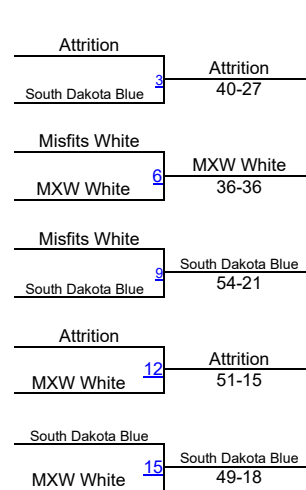 Attrition
3
Attrition
South Dakota Blue
40-27
Misfits White
6
MXW White
MXW White
36-36
Misfits White
9
South Dakota Blue
South Dakota Blue
54-21
Attrition
12
Attrition
MXW White
51-15
South Dakota Blue
15
South Dakota Blue
MXW White
49-18